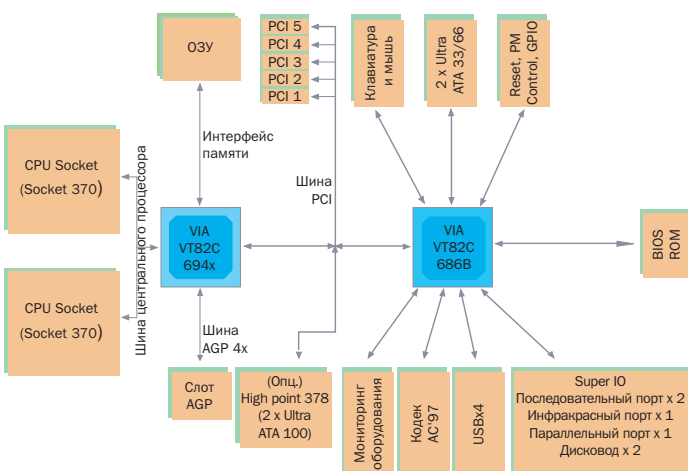 ОЗУ
PCI 5
PCI 4
PCI 3
PCI 2
PCI 1
Клавиатура
и мышь
2 x Ultra
ATA 33/66
Reset, PM
Control, GPIO
Интерфейс
памяти
CPU Socket
(Socket 370)
Шина центрального процессора
Шина
PCI
VIA
VT82C
694x
VIA
VT82C
686B
BIOS
ROM
CPU Socket
(Socket 370)
Шина
AGP 4x
Слот
AGP
(Опц.)
High point 378
(2 x Ultra
ATA 100)
Мониторинг
оборудования
Кодек
AC'97
USBx4
Super IO
Последовательный порт x 2
Инфракрасный порт x 1
Параллельный порт x 1
Дисковод x 2